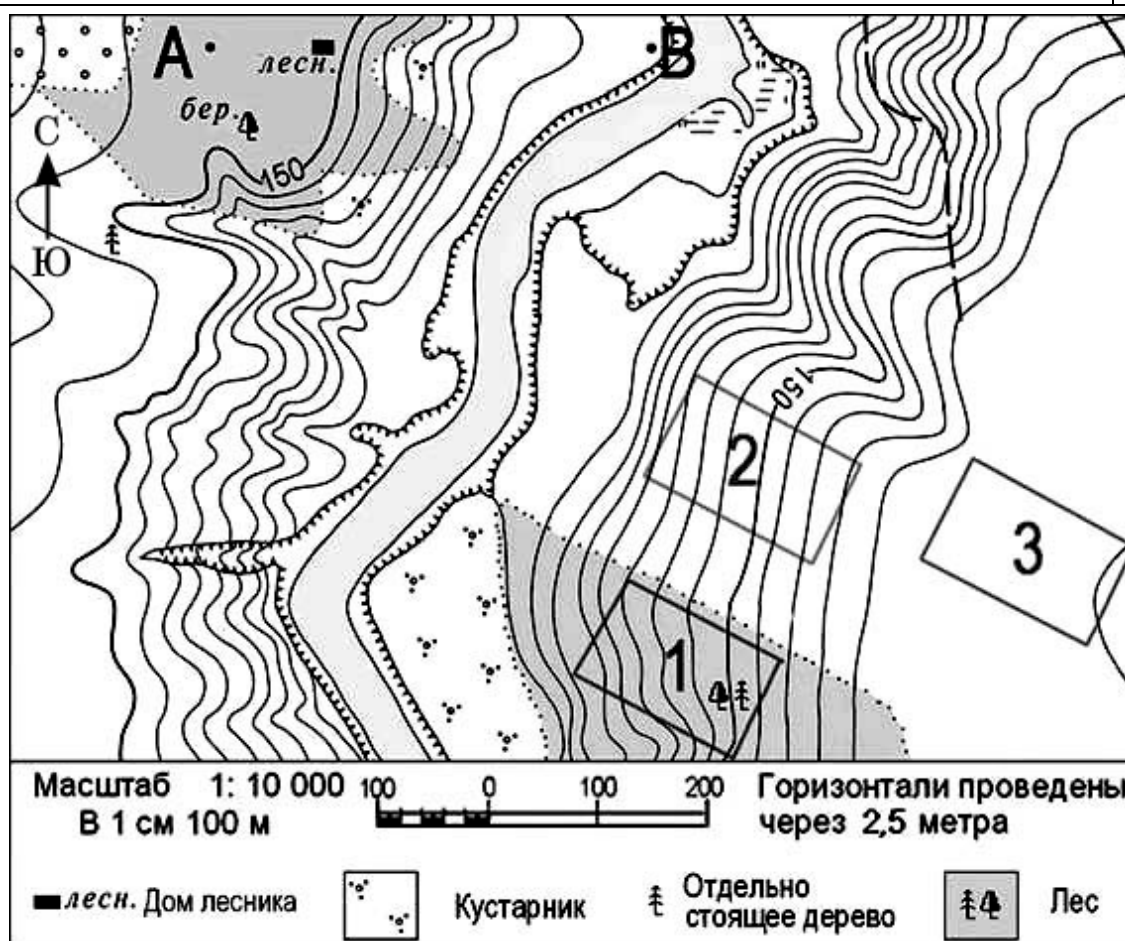 А лесн. В
бер.
С
150
Ю
150
2
3
1
Масштаб 1: 10 000 100 0 100 200 Горизонтали проведены
В 1 см 100 м через 2,5 метра
лесн. Дом лесника Кустарник Отдельно стоящее дерево Лес